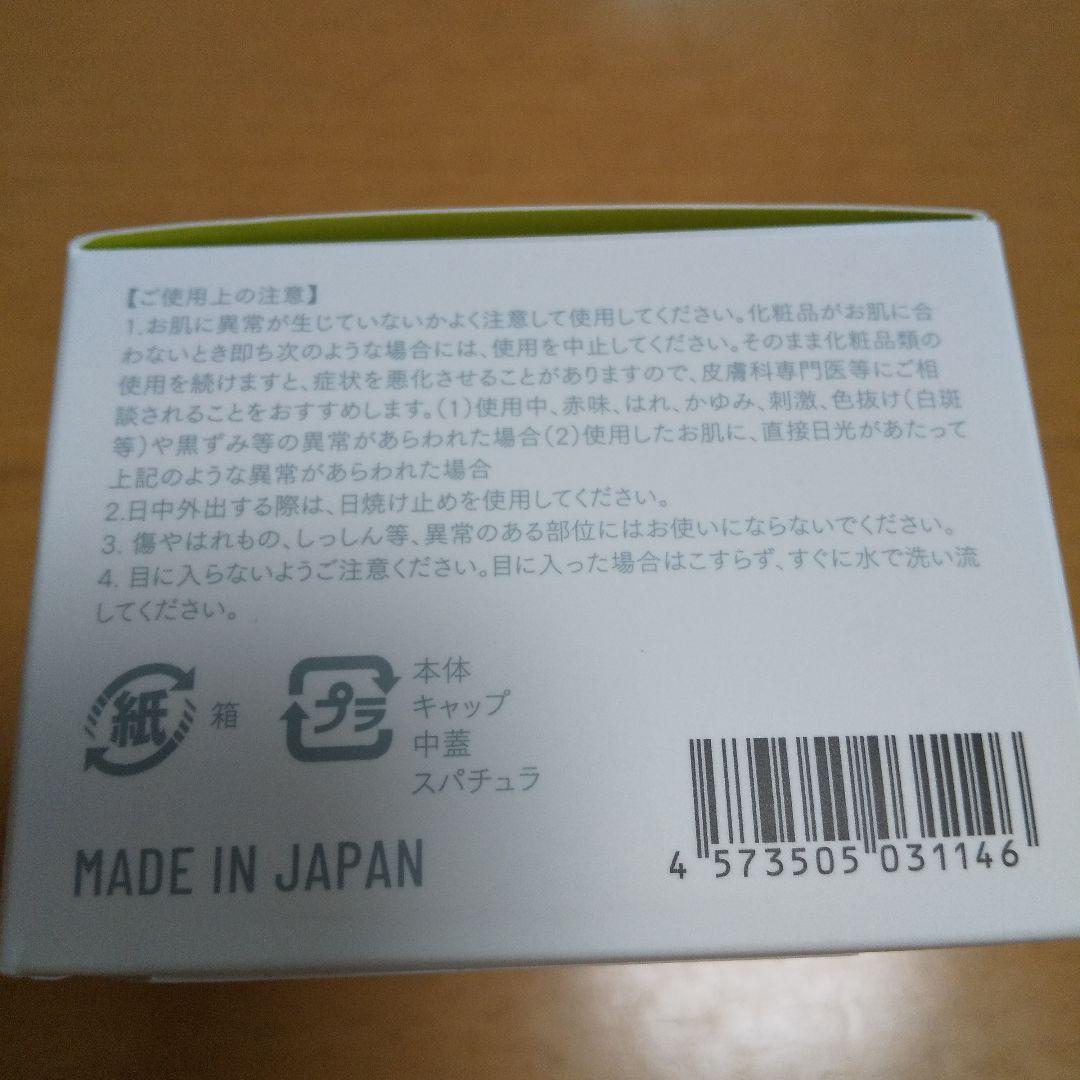 【ご使用上の注意】
1.お肌に異常が生じていないかよく注意して使用してください。化粧品がお肌に合
わないとき即ち次のような場合には、使用を中止してください。そのまま化粧品類の
使用を続けますと、症状を悪化させることがありますので、皮膚科専門医等にご相
談されることをおすすめします。(1)使用中、赤味、はれ、かゆみ、刺激、色抜け(白斑
等)や黒ずみ等の異常があらわれた場合(2)使用したお肌に、直接日光があたって
上記のような異常があらわれた場合
2.日中外出する際は、日焼け止めを使用してください。
3. 傷やはれもの、しっしん等、異常のある部位にはお使いにならないでください。
4. 目に入らないようご注意ください。目に入った場合はこすらず、すぐに水で洗い流
してください。
紙 箱
プラ 本体
キャップ
中蓋
スパチュラ
MADE IN JAPAN
4 573505 031146